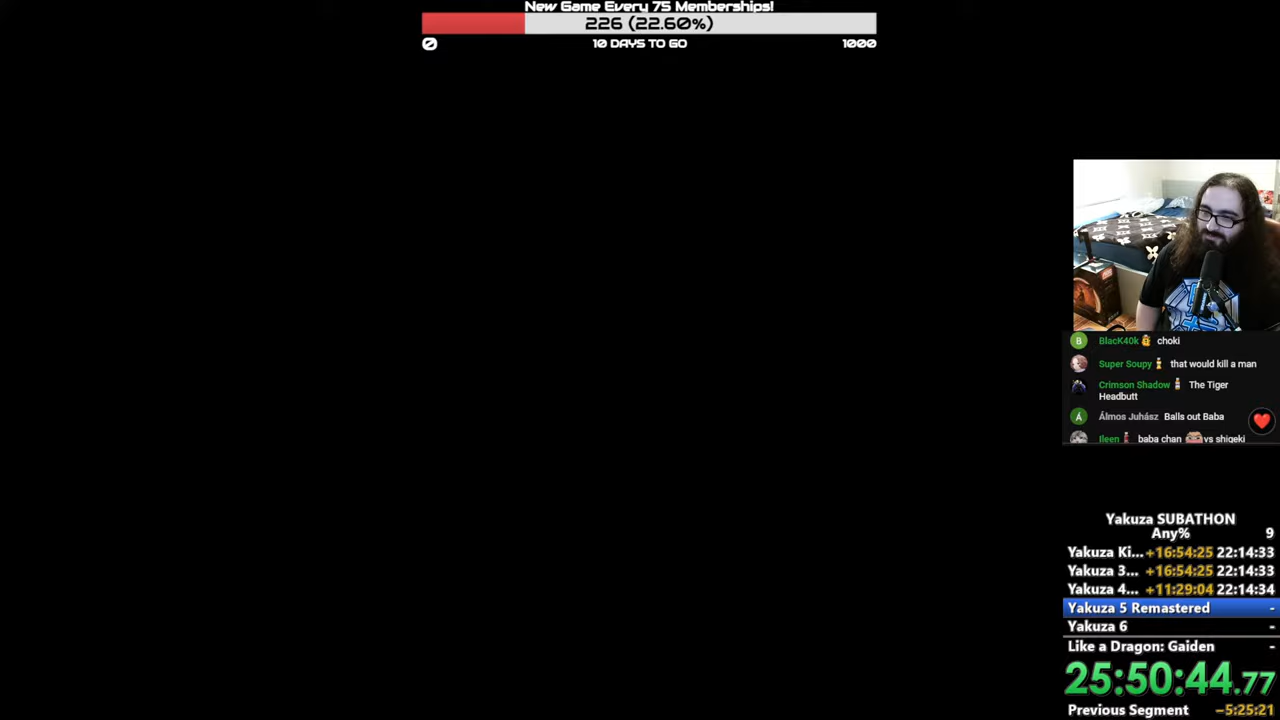 New Game Every 75 Memberships!
226 (22.60%)
0
10 DAYS TO GO
1000
BlacK40k choki
Super Soupy that would kill a man
Crimson Shadow The Tiger
Headbutt
Álmos Juhász Balls out Baba
Ileen baba chan vs shigeki
Yakuza SUBATHON
Any% 9
Yakuza Ki... +16:54:25 22:14:33
Yakuza 3... +16:54:25 22:14:33
Yakuza 4... +11:29:04 22:14:34
Yakuza 5 Remastered -
Yakuza 6 -
Like a Dragon: Gaiden -
25:50:44.77
Previous Segment −5:25:21